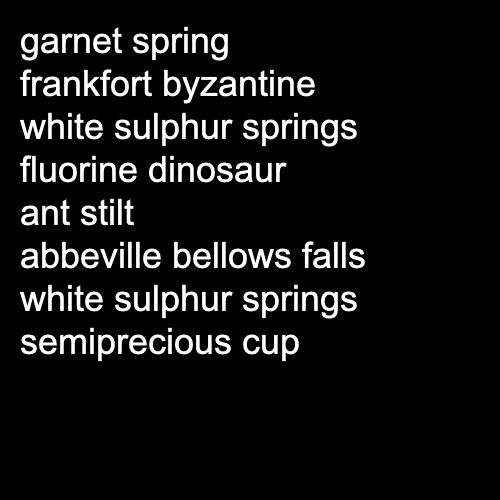 garnet spring
frankfort byzantine
white sulphur springs
fluorine dinosaur
ant stilt
abbeville bellows falls
white sulphur springs
semiprecious cup